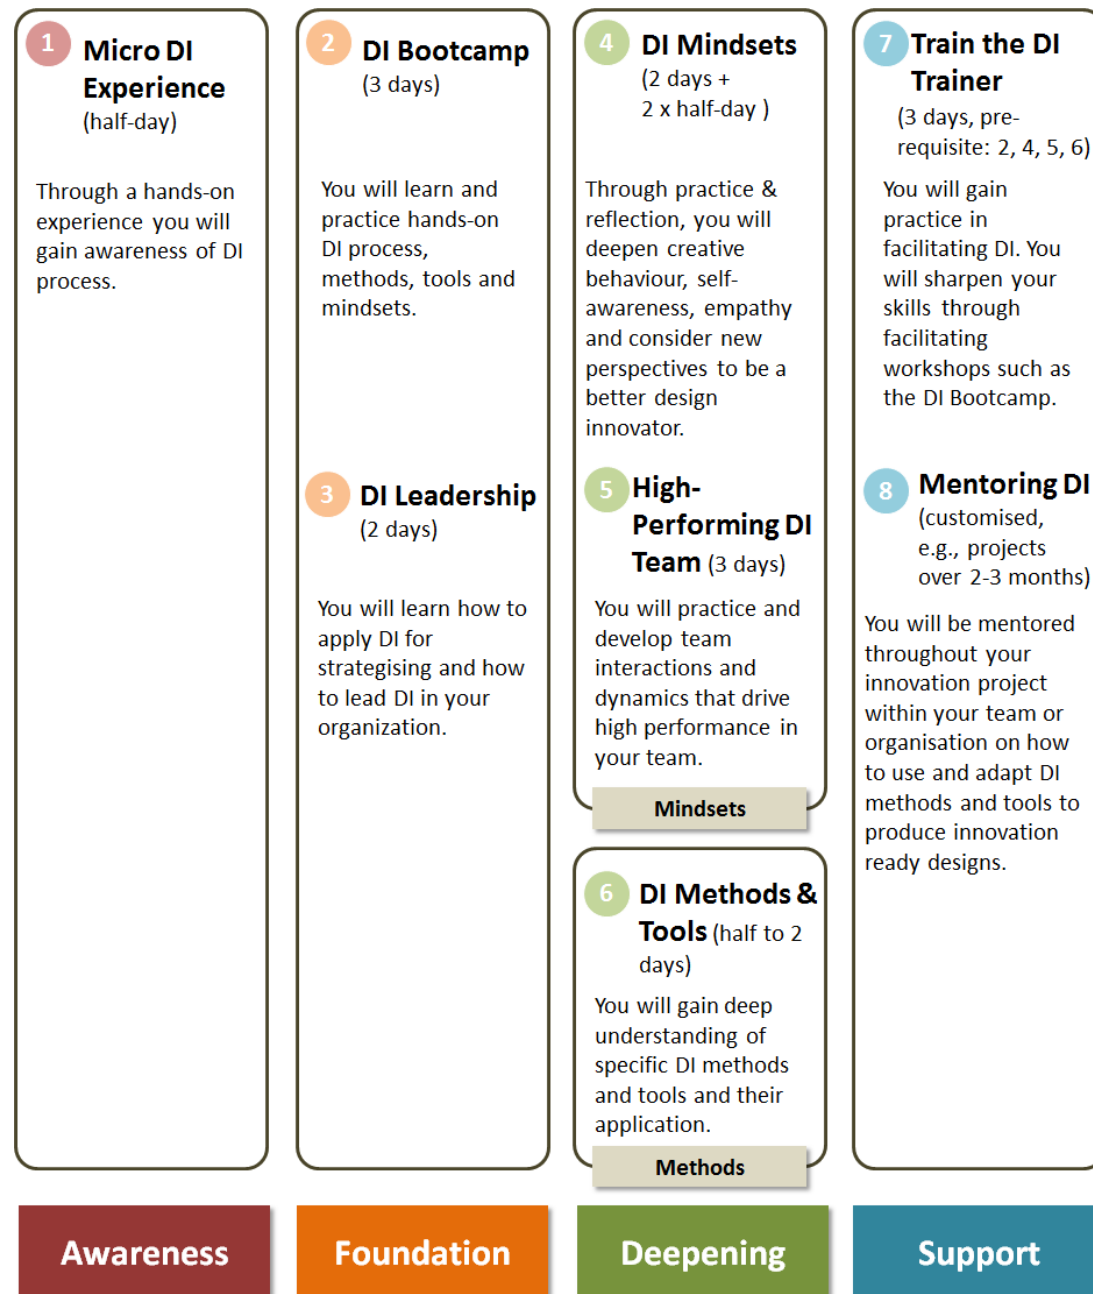 1
Micro DI
Experience
(half-day)
Through a hands-on
experience you will
gain awareness of DI
process.
2
DI Bootcamp
(3 days)
You will learn and
practice hands-on
DI process,
methods, tools and
mindsets.
3
DI Leadership
(2 days)
You will learn how to
apply DI for
strategising and how
to lead DI in your
organization.
4
DI Mindsets
(2 days +
2 x half-day )
Through practice &
reflection, you will
deepen creative
behaviour, self-
awareness, empathy
and consider new
perspectives to be a
better design
innovator.
5
High-
Performing DI
Team (3 days)
You will practice and
develop team
interactions and
dynamics that drive
high performance in
your team.
Mindsets
6
DI Methods &
Tools (half to 2
days)
You will gain deep
understanding of
specific DI methods
and tools and their
application.
Methods
7
Train the DI
Trainer
(3 days, pre-
requisite: 2, 4, 5, 6)
You will gain
practice in
facilitating DI. You
will sharpen your
skills through
facilitating
workshops such as
the DI Bootcamp.
8
Mentoring DI
(customised,
e.g., projects
over 2-3 months)
You will be mentored
throughout your
innovation project
within your team or
organisation on how
to use and adapt DI
methods and tools to
produce innovation
ready designs.
Awareness
Foundation
Deepening
Support